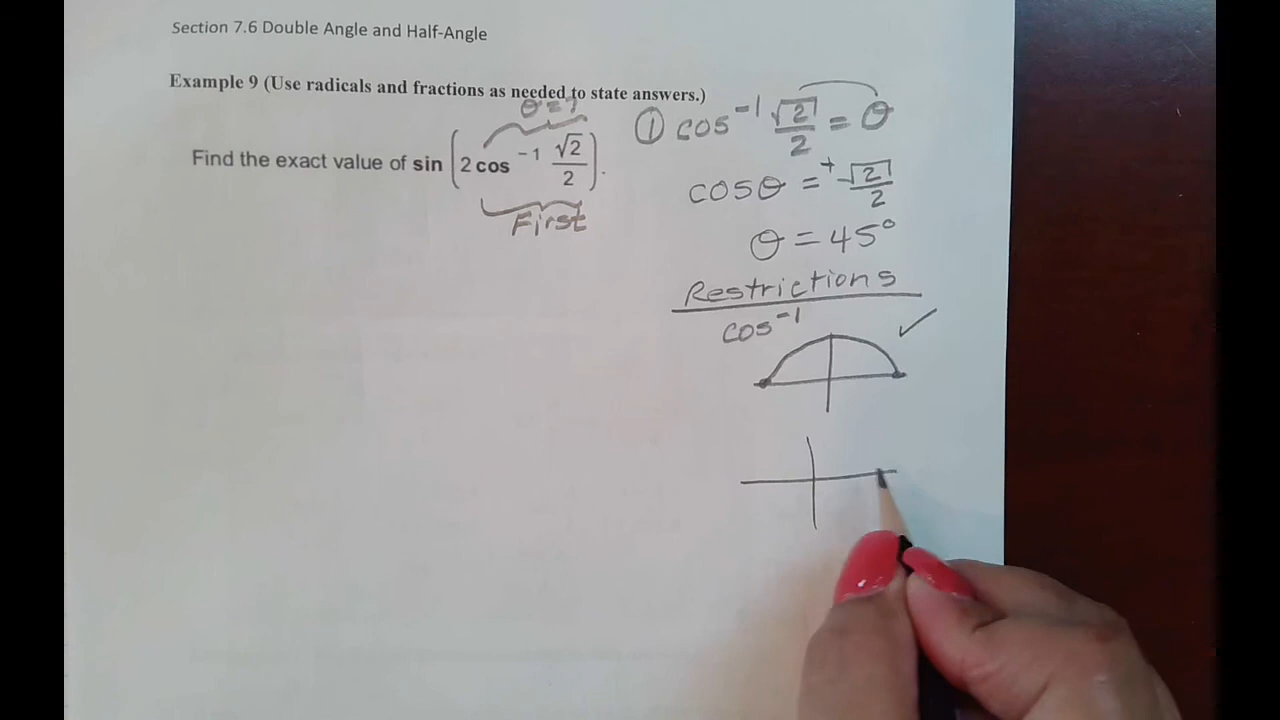 Section 7.6 Double Angle and Half-Angle
Example 9 (Use radicals and fractions as needed to state answers.)
θ = ?
Find the exact value of sin (2 cos⁻¹ √2/2).
First
① cos⁻¹ √2/2 = θ
cosθ = +√2/2
θ = 45°
Restrictions
cos⁻¹ ✓